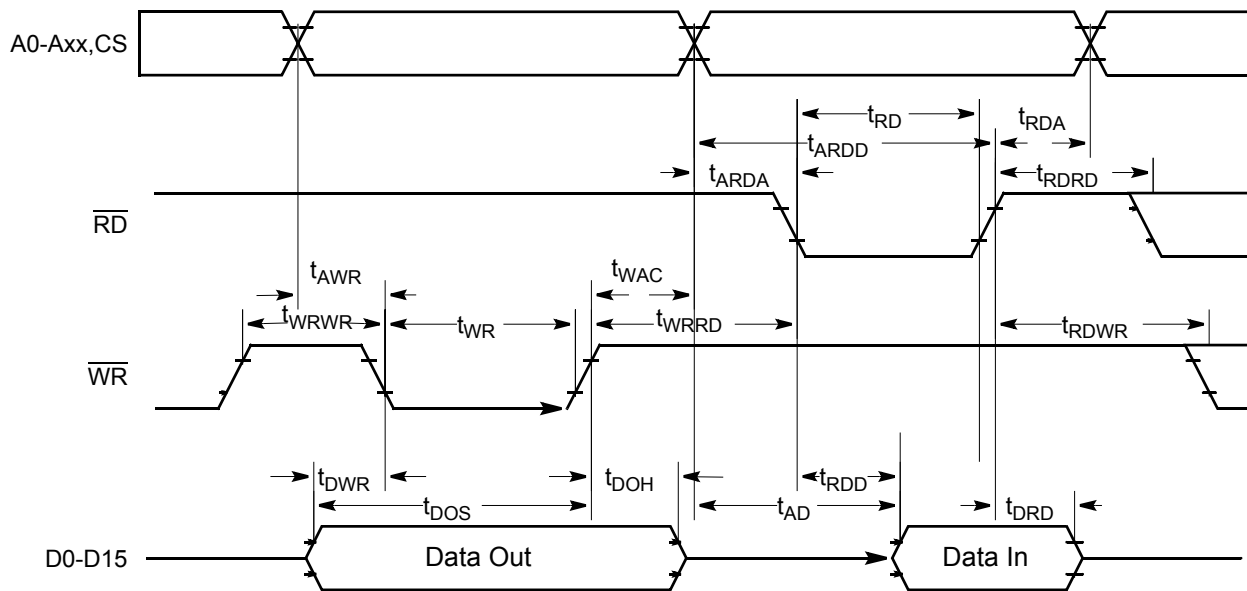 A0-Axx,CS
tRD
tRDA
tARDD
tARDA
tRDRD
RD
tAWR
tWAC
tWRWR
tWR
tWRRD
tRDWR
WR
tDWR
tDOH
tRDD
tDOS
tAD
tDRD
D0-D15
Data Out
Data In